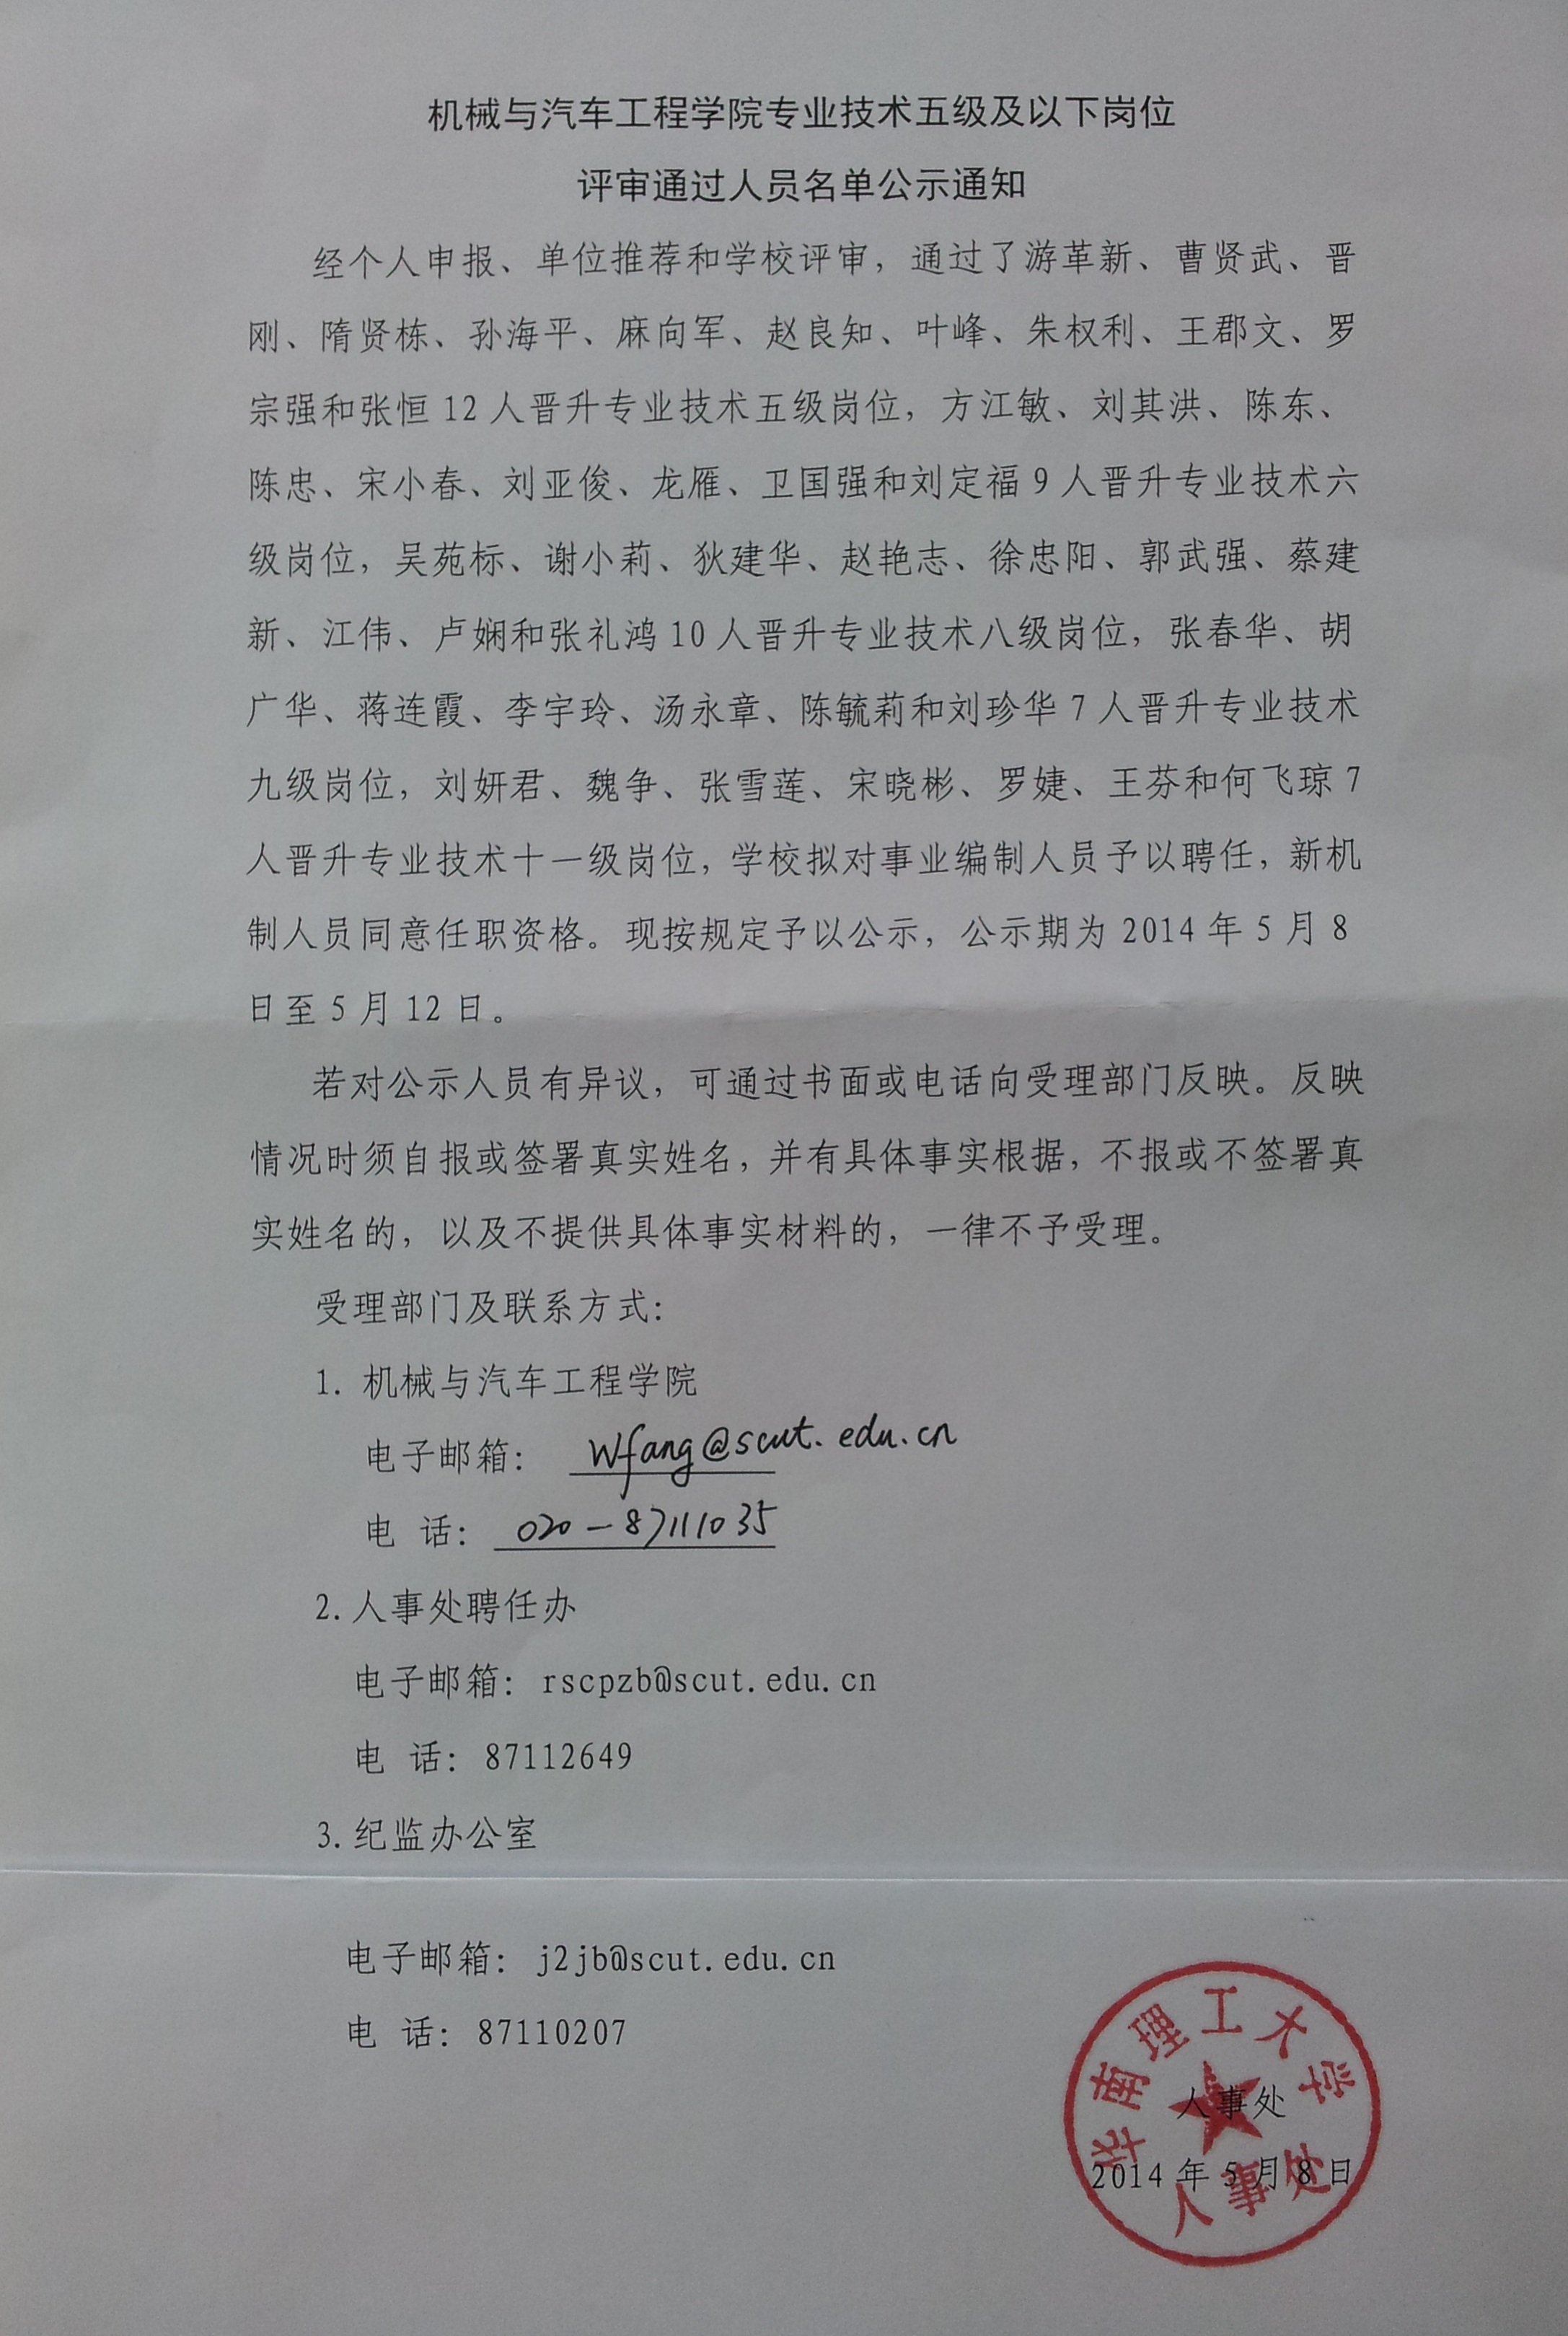 机械与汽车工程学院专业技术五级及以下岗位
评审通过人员名单公示通知
经个人申报、单位推荐和学校评审，通过了游革新、曹贤武、晋
刚、隋贤栋、孙海平、麻向军、赵良知、叶峰、朱权利、王郡文、罗
宗强和张恒 12 人晋升专业技术五级岗位，方江敏、刘其洪、陈东、
陈忠、宋小春、刘亚俊、龙雁、卫国强和刘定福 9 人晋升专业技术六
级岗位，吴苑标、谢小莉、狄建华、赵艳志、徐忠阳、郭武强、蔡建
新、江伟、卢娴和张礼鸿 10 人晋升专业技术八级岗位，张春华、胡
广华、蒋连霞、李宇玲、汤永章、陈毓莉和刘珍华 7 人晋升专业技术
九级岗位，刘妍君、魏争、张雪莲、宋晓彬、罗婕、王芬和何飞琼 7
人晋升专业技术十一级岗位，学校拟对事业编制人员予以聘任，新机
制人员同意任职资格。现按规定予以公示，公示期为 2014 年 5 月 8
日至 5 月 12 日。
若对公示人员有异议，可通过书面或电话向受理部门反映。反映
情况时须自报或签署真实姓名，并有具体事实根据，不报或不签署真
实姓名的，以及不提供具体事实材料的，一律不予受理。
受理部门及联系方式：
1. 机械与汽车工程学院
电子邮箱： Wfang@scut.edu.cn
电 话： 020-87111035
2.人事处聘任办
电子邮箱：rscpzb@scut.edu.cn
电 话：87112649
3.纪监办公室
电子邮箱：j2jb@scut.edu.cn
电 话：87110207
华南理工大学
人事处
2014 年 5 月 8 日
人事处